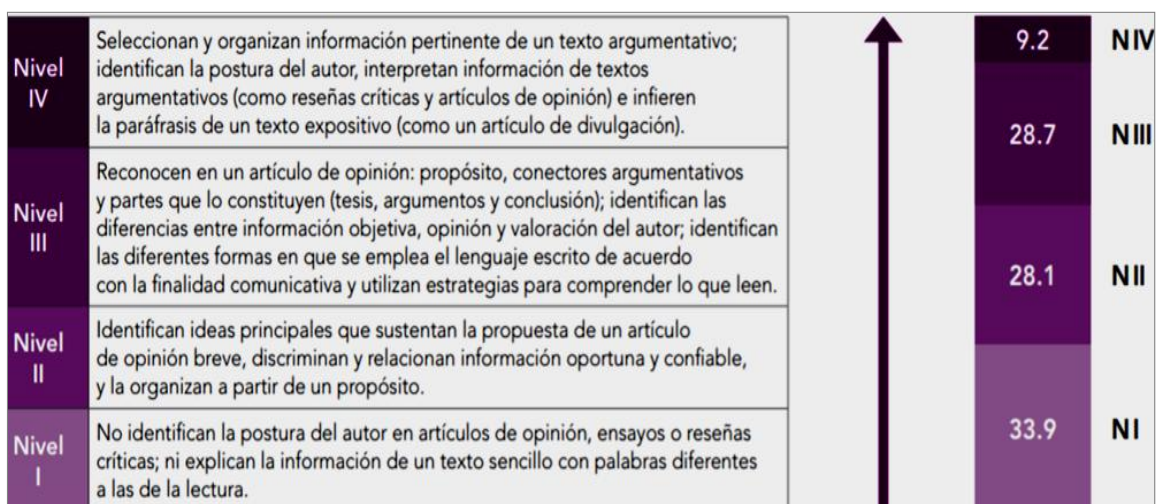 Nivel
IV
Seleccionan y organizan información pertinente de un texto argumentativo;
identifican la postura del autor, interpretan información de textos
argumentativos (como reseñas críticas y artículos de opinión) e infieren
la paráfrasis de un texto expositivo (como un artículo de divulgación).
Nivel
III
Reconocen en un artículo de opinión: propósito, conectores argumentativos
y partes que lo constituyen (tesis, argumentos y conclusión); identifican las
diferencias entre información objetiva, opinión y valoración del autor; identifican
las diferentes formas en que se emplea el lenguaje escrito de acuerdo
con la finalidad comunicativa y utilizan estrategias para comprender lo que leen.
Nivel
II
Identifican ideas principales que sustentan la propuesta de un artículo
de opinión breve, discriminan y relacionan información oportuna y confiable,
y la organizan a partir de un propósito.
Nivel
I
No identifican la postura del autor en artículos de opinión, ensayos o reseñas
críticas; ni explican la información de un texto sencillo con palabras diferentes
a las de la lectura.
9.2 NIV
28.7 NIII
28.1 NII
33.9 NI